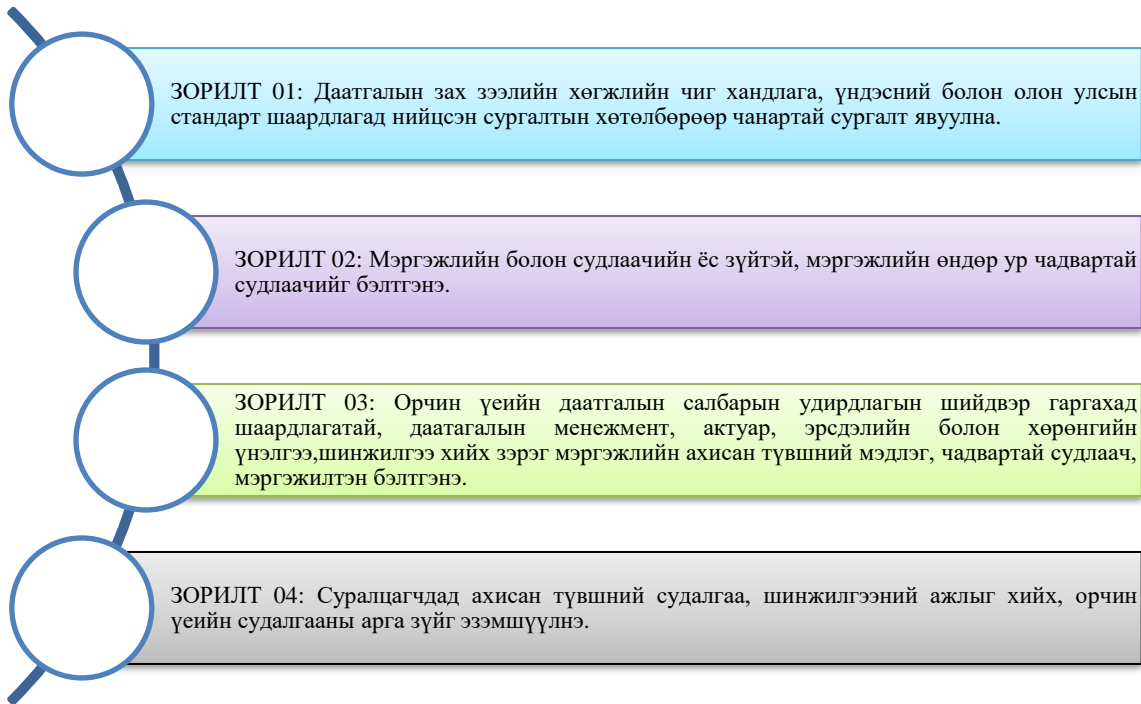 ЗОРИЛТ 01: Даатгалын зах зээлийн хөгжлийн чиг хандлага, үндэсний болон олон улсын
стандарт шаардлагад нийцсэн сургалтын хөтөлбөрөөр чанартай сургалт явуулна.
ЗОРИЛТ 02: Мэргэжлийн болон судлаачийн ёс зүйтэй, мэргэжлийн өндөр ур чадвартай
судлаачийг бэлтгэнэ.
ЗОРИЛТ 03: Орчин үеийн даатгалын салбарын удирдлагын шийдвэр гаргахад
шаардлагатай, даатагалын менежмент, актуар, эрсдэлийн болон хөрөнгийн
үнэлгээ,шинжилгээ хийх зэрэг мэргэжлийн ахисан түвшний мэдлэг, чадвартай судлаач,
мэргэжилтэн бэлтгэнэ.
ЗОРИЛТ 04: Суралцагчдад ахисан түвшний судалгаа, шинжилгээний ажлыг хийх, орчин
үеийн судалгааны арга зүйг эзэмшүүлнэ.